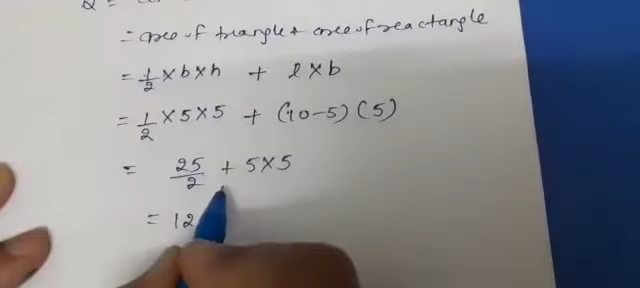 = area of triangle + area of reactangle
= 1/2 × b × h + l × b
= 1/2 × 5 × 5 + (10-5) (5)
= 25/2 + 5×5
= 12